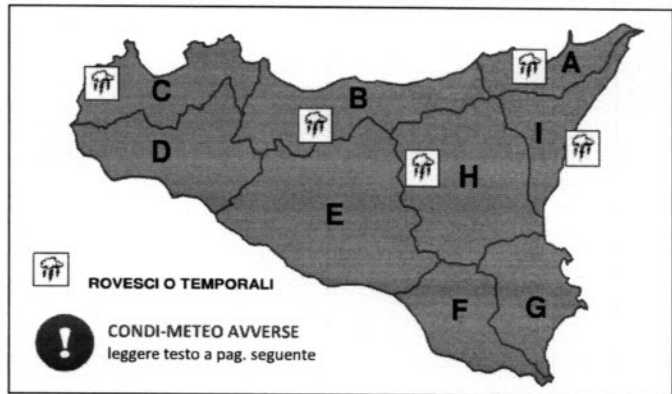 A
C
B
I
D
H
E
F
G
ROVESCI O TEMPORALI
CONDI-METEO AVVERSE
leggere testo a pag. seguente